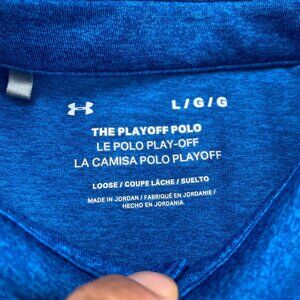 L / G / G
THE PLAYOFF POLO
LE POLO PLAY-OFF
LA CAMISA POLO PLAYOFF
LOOSE / COUPE LÂCHE / SUELTO
MADE IN JORDAN / FABRIQUÉ EN JORDANIE /
HECHO EN JORDANIA